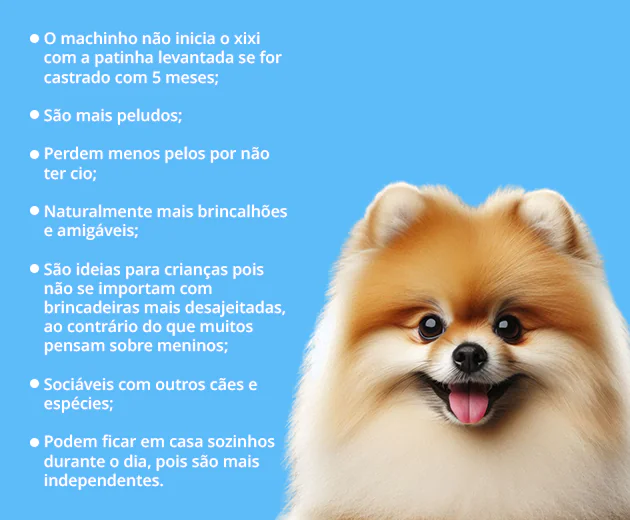 • O machinho não inicia o xixi
com a patinha levantada se for
castrado com 5 meses;
• São mais peludos;
• Perdem menos pelos por não
ter cio;
• Naturalmente mais brincalhões
e amigáveis;
• São ideias para crianças pois
não se importam com
brincadeiras mais desajeitadas,
ao contrário do que muitos
pensam sobre meninos;
• Sociáveis com outros cães e
espécies;
• Podem ficar em casa sozinhos
durante o dia, pois são mais
independentes.